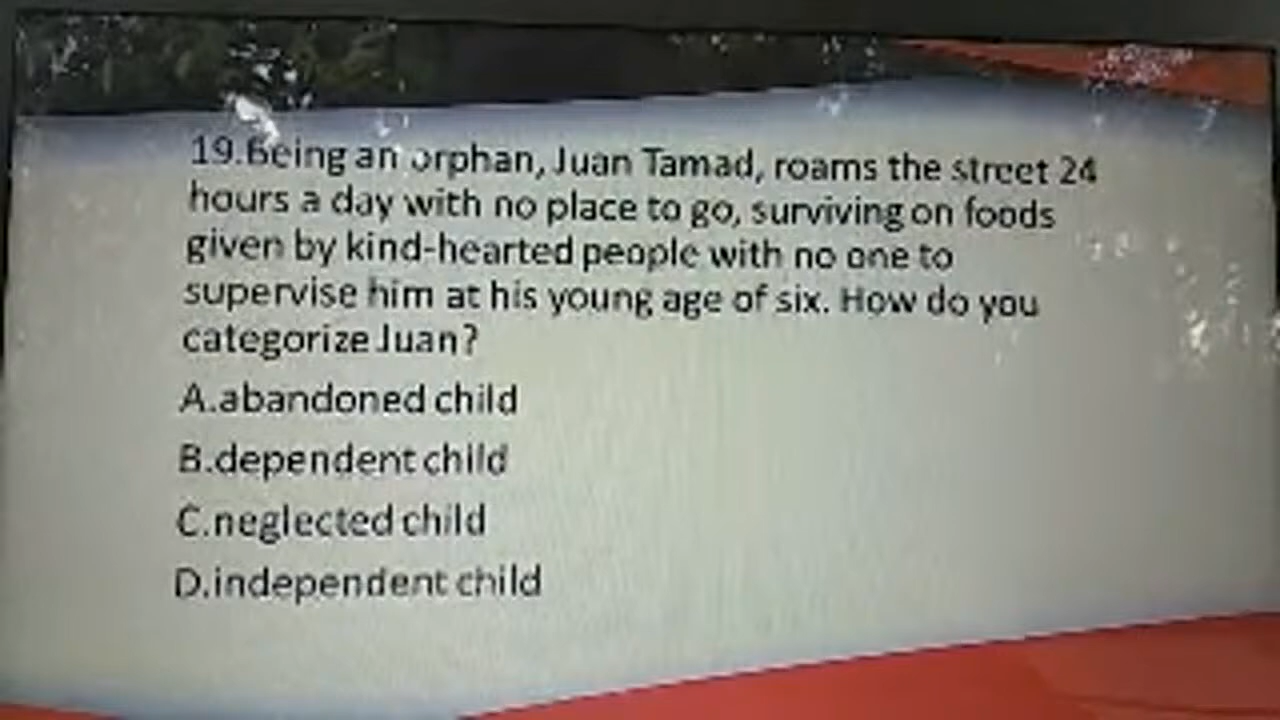 19.Being an orphan, Juan Tamad, roams the street 24
hours a day with no place to go, surviving on foods
given by kind-hearted people with no one to
supervise him at his young age of six. How do you
categorize Juan?
A.abandoned child
B.dependent child
C.neglected child
D.independent child